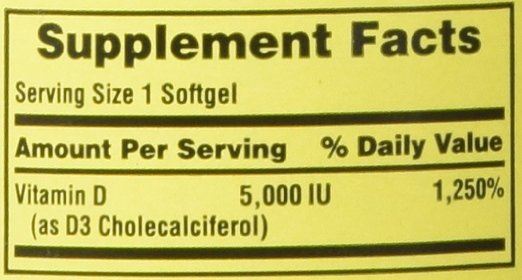 Supplement Facts
Serving Size 1 Softgel
Amount Per Serving % Daily Value
Vitamin D 5,000 IU 1,250%
(as D3 Cholecalciferol)